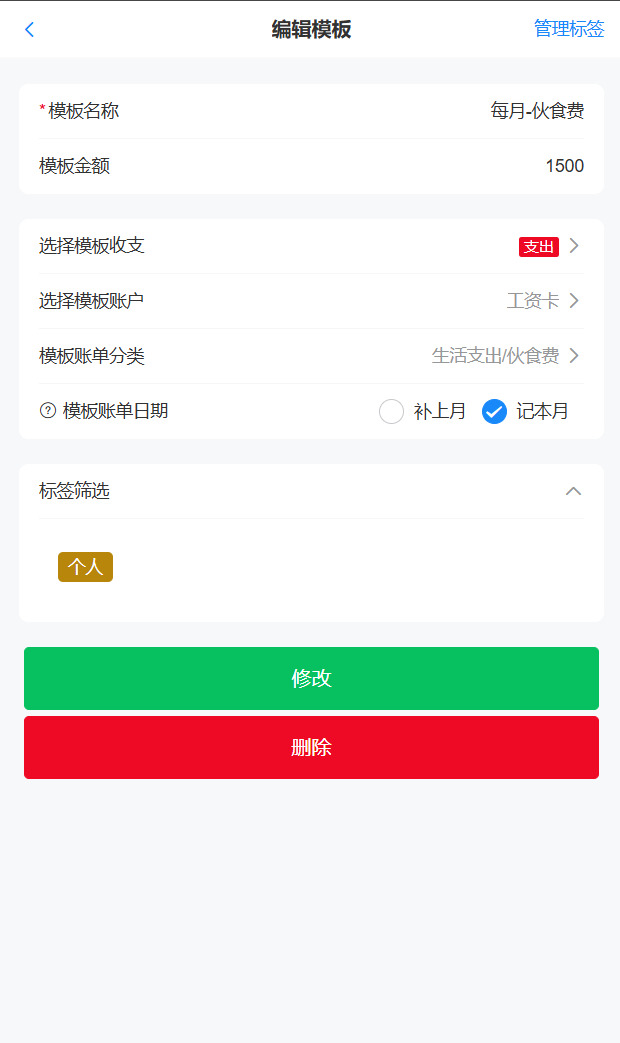 编辑模板 管理标签
*模板名称 每月-伙食费
模板金额 1500
选择模板收支 支出
选择模板账户 工资卡
模板账单分类 生活支出/伙食费
? 模板账单日期 补上月 记本月
标签筛选
个人
修改
删除